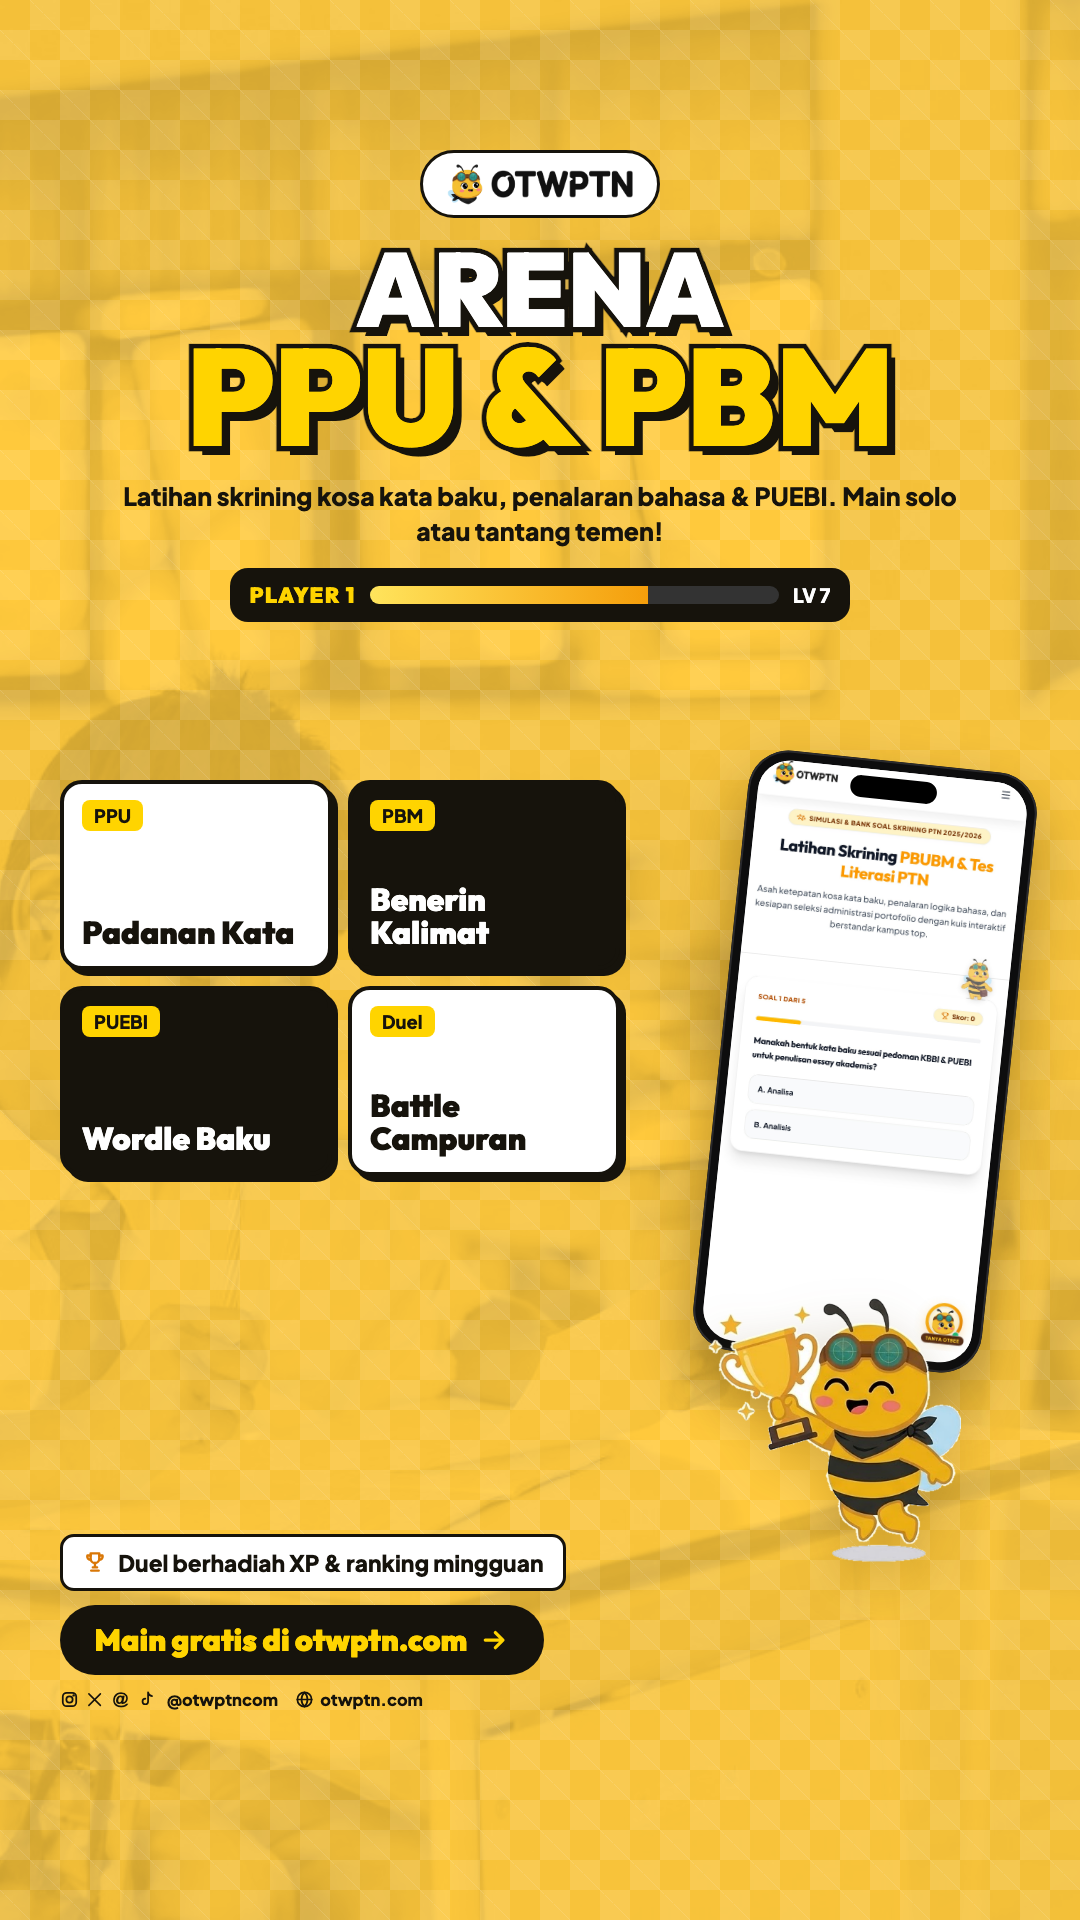 OTWPTN
ARENA
PPU & PBM
Latihan skrining kosa kata baku, penalaran bahasa & PUEBI. Main solo
atau tantang temen!
PLAYER 1
LV 7
PPU
Padanan Kata
PBM
Benerin
Kalimat
PUEBI
Wordle Baku
Duel
Battle
Campuran
OTWPTN
SIMULASI & BANK SOAL SKRINING PTN 2025/2026
Latihan Skrining PBUBM & Tes
Literasi PTN
Asah ketepatan kosa kata baku, penalaran logika bahasa, dan
kesiapan seleksi administrasi portofolio dengan kuis interaktif
berstandar kampus top.
SOAL 1 DARI 5
Skor: 0
Manakah bentuk kata baku sesuai pedoman KBBI & PUEBI
untuk penulisan essay akademis?
A. Analisa
B. Analisis
TANYA OTBEE
Duel berhadiah XP & ranking mingguan
Main gratis di otwptn.com →
@otwptncom otwptn.com